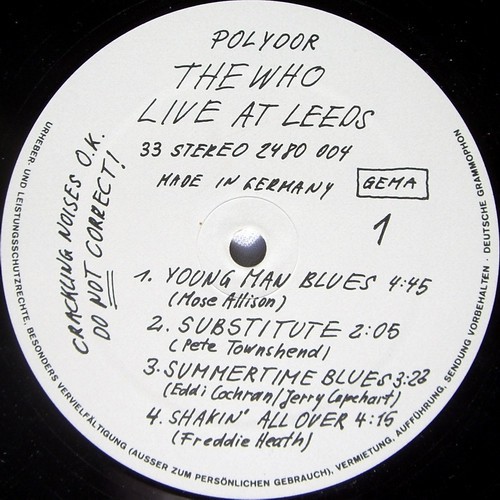 POLYDOR
THE WHO
LIVE AT LEEDS
33 STEREO 2480 004
MADE IN GERMANY
GEMA
1
CRACKLING NOISES O.K.
DO NOT CORRECT!
1. YOUNG MAN BLUES 4:45
(Mose Allison)
2. SUBSTITUTE 2:05
(Pete Townshend)
3. SUMMERTIME BLUES 3:23
(Eddi Cochran/Jerry Capehart)
4. SHAKIN' ALL OVER 4:15
(Freddie Heath)
URHEBER- UND LEISTUNGSSCHUTZRECHTE, BESONDERS VERVIELFÄLTIGUNG (AUSSER ZUM PERSÖNLICHEN GEBRAUCH), VERMIETUNG, AUFFÜHRUNG, SENDUNG VORBEHALTEN · DEUTSCHE GRAMMOPHON